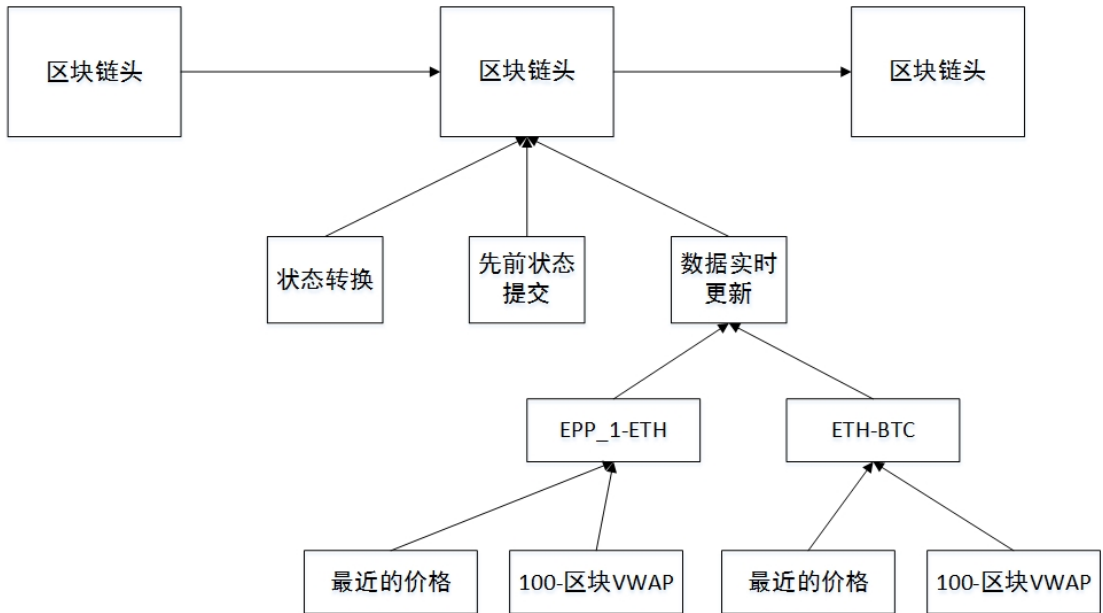 区块链头
区块链头
区块链头
状态转换
先前状态
提交
数据实时
更新
EPP_1-ETH
ETH-BTC
最近的价格
100-区块VWAP
最近的价格
100-区块VWAP